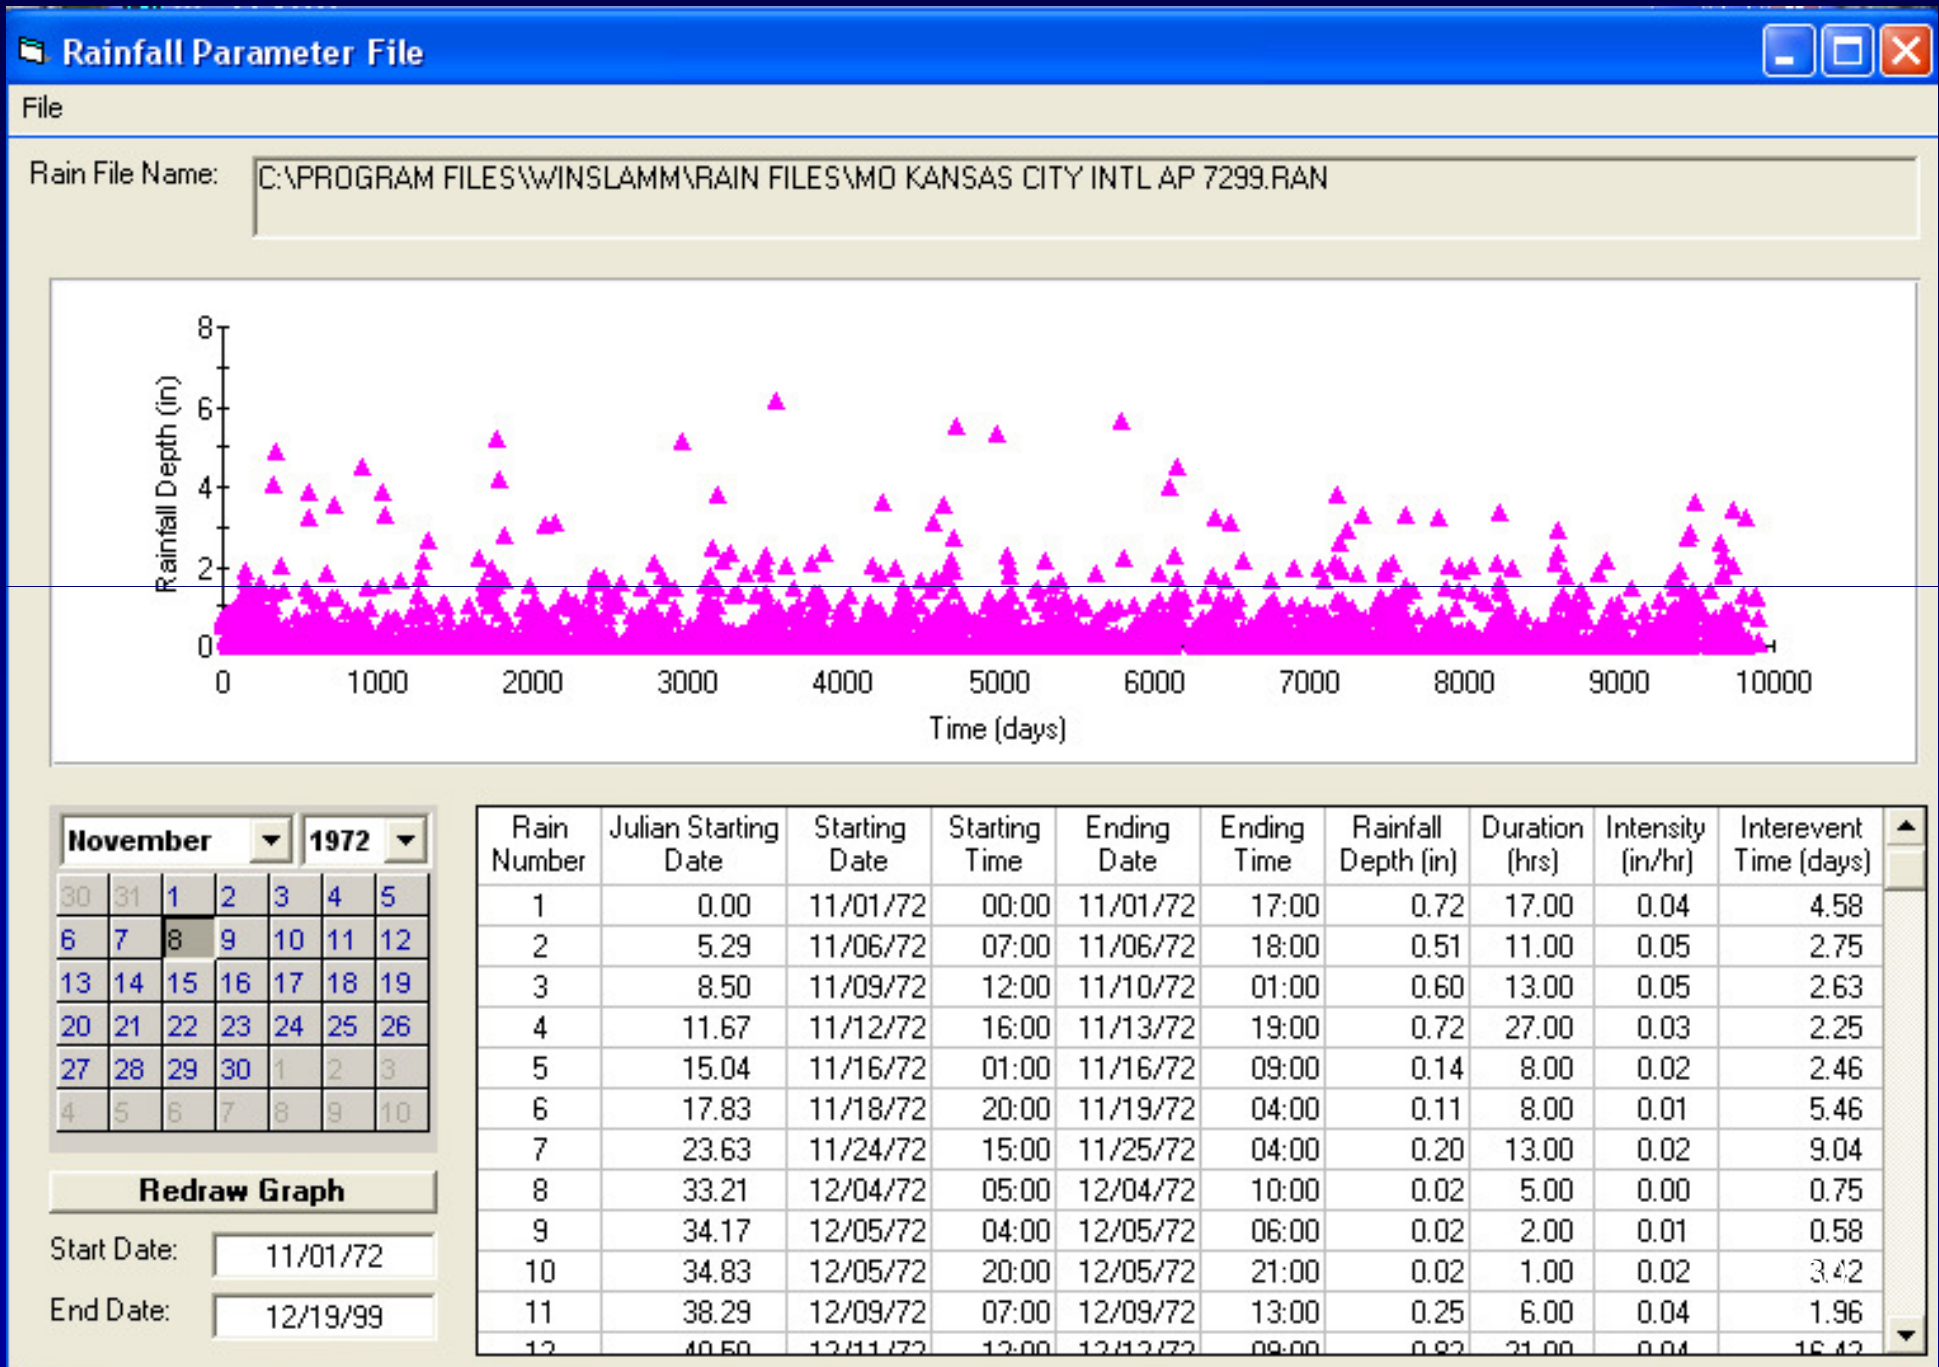 Rainfall Parameter File
File
Rain File Name: C:\PROGRAM FILES\WINSLAMM\RAIN FILES\MO KANSAS CITY INTL AP 7299.RAN
Rainfall Depth (in)
8
6
4
2
0
0 1000 2000 3000 4000 5000 6000 7000 8000 9000 10000
Time (days)
November 1972
30 31 1 2 3 4 5
6 7 8 9 10 11 12
13 14 15 16 17 18 19
20 21 22 23 24 25 26
27 28 29 30 1 2 3
4 5 6 7 8 9 10
Redraw Graph
Start Date: 11/01/72
End Date: 12/19/99
Rain Julian Starting Starting Starting Ending Ending Rainfall Duration Intensity Interevent
Number Date Date Time Date Time Depth (in) (hrs) (in/hr) Time (days)
1 0.00 11/01/72 00:00 11/01/72 17:00 0.72 17.00 0.04 4.58
2 5.29 11/06/72 07:00 11/06/72 18:00 0.51 11.00 0.05 2.75
3 8.50 11/09/72 12:00 11/10/72 01:00 0.60 13.00 0.05 2.63
4 11.67 11/12/72 16:00 11/13/72 19:00 0.72 27.00 0.03 2.25
5 15.04 11/16/72 01:00 11/16/72 09:00 0.14 8.00 0.02 2.46
6 17.83 11/18/72 20:00 11/19/72 04:00 0.11 8.00 0.01 5.46
7 23.63 11/24/72 15:00 11/25/72 04:00 0.20 13.00 0.02 9.04
8 33.21 12/04/72 05:00 12/04/72 10:00 0.02 5.00 0.00 0.75
9 34.17 12/05/72 04:00 12/05/72 06:00 0.02 2.00 0.01 0.58
10 34.83 12/05/72 20:00 12/05/72 21:00 0.02 1.00 0.02 3.42
11 38.29 12/09/72 07:00 12/09/72 13:00 0.25 6.00 0.04 1.96